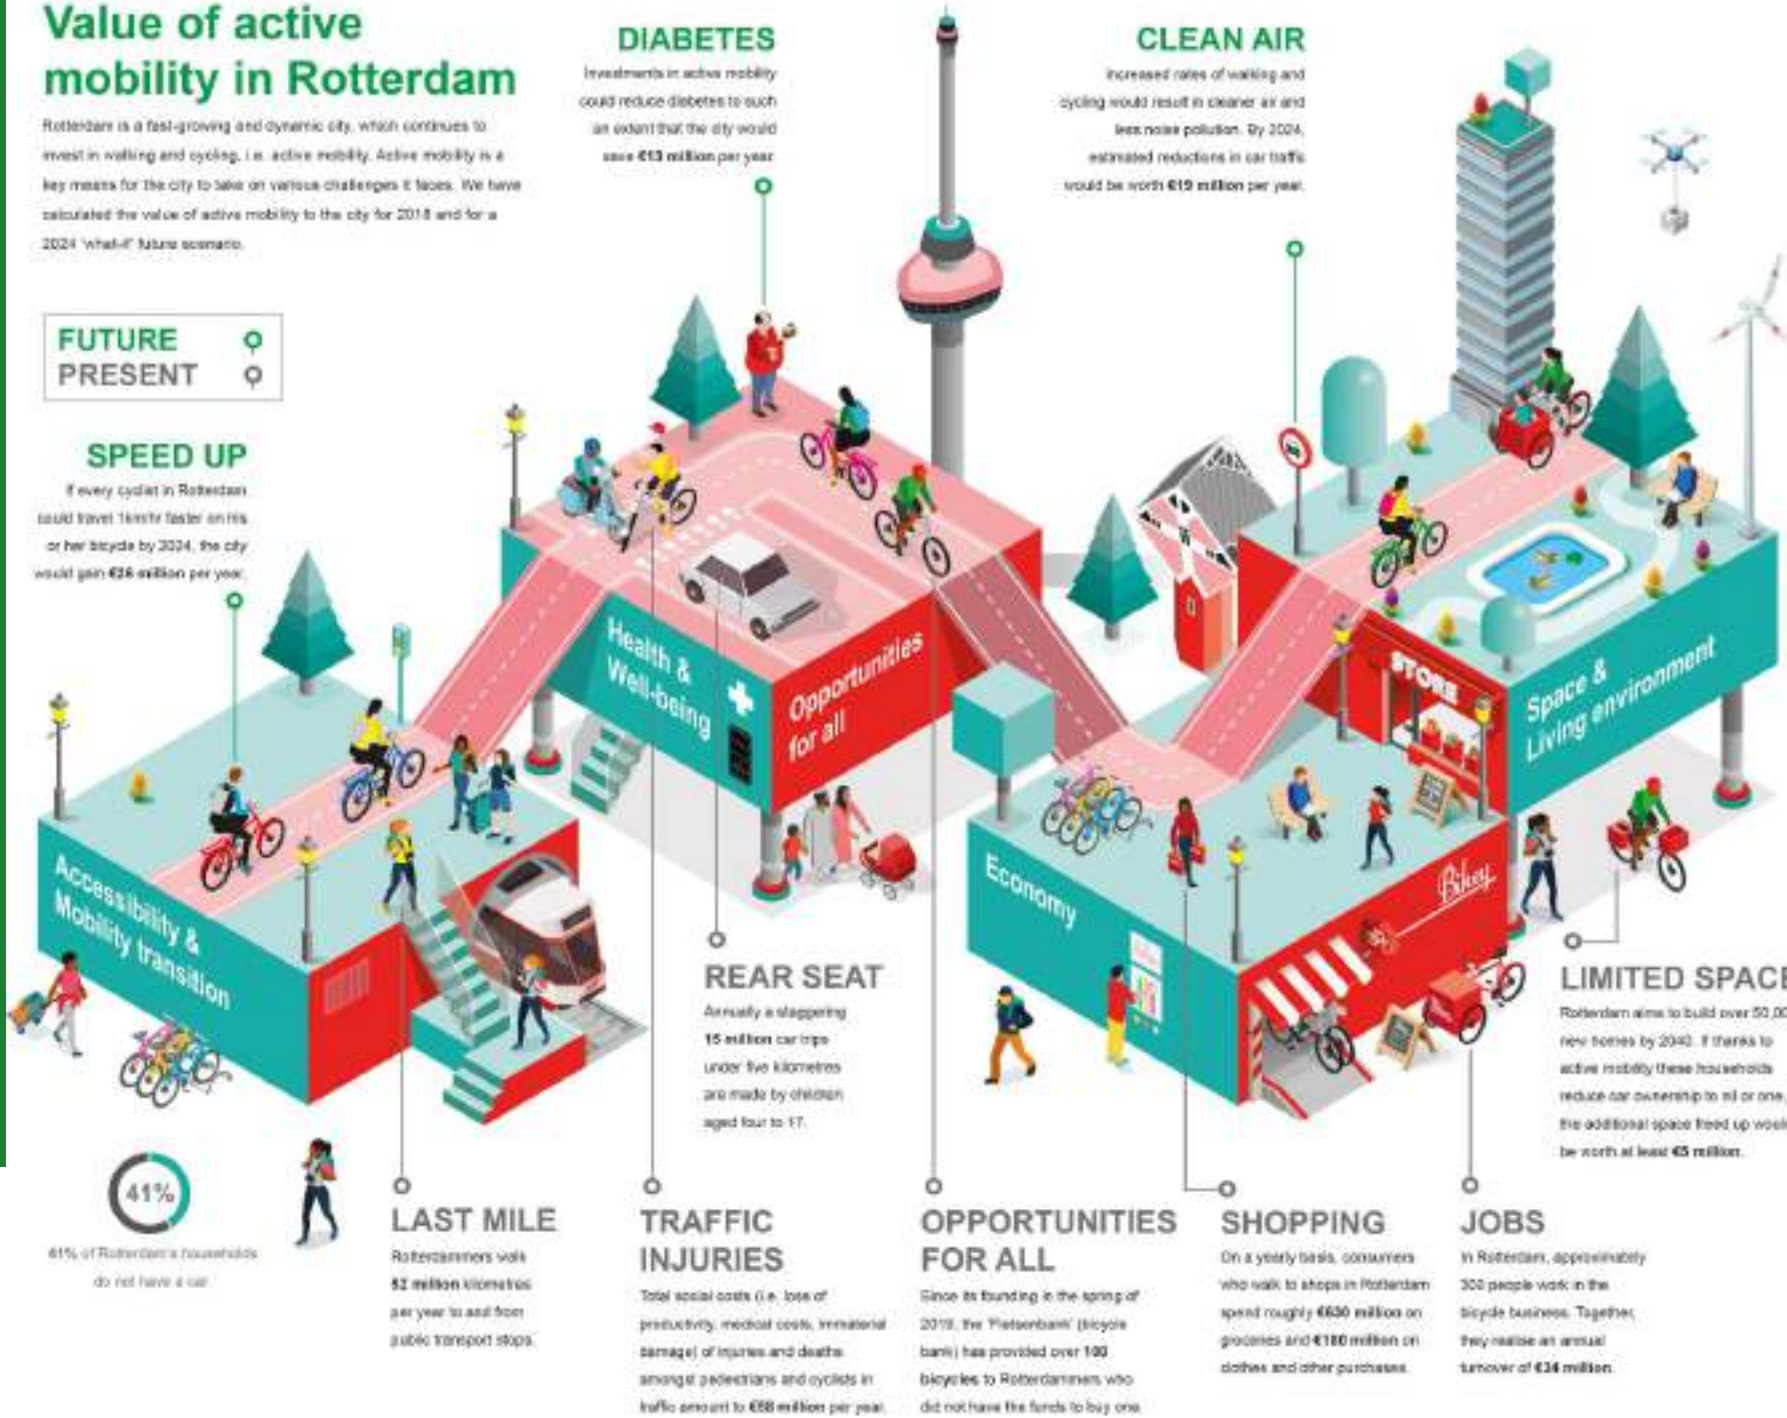 Value of active
mobility in Rotterdam
Rotterdam is a fast-growing and dynamic city, which continues to
invest in walking and cycling, i.e. active mobility. Active mobility is a
key means for the city to take on various challenges it faces. We have
calculated the value of active mobility to the city for 2018 and for a
2024 'what-if' future scenario.
FUTURE
PRESENT
SPEED UP
If every cyclist in Rotterdam
could travel 1km/hr faster on his
or her bicycle by 2024, the city
would gain €26 million per year.
DIABETES
Investments in active mobility
could reduce diabetes to such
an extent that the city would
save €13 million per year.
CLEAN AIR
Increased rates of walking and
cycling would result in cleaner air and
less noise pollution. By 2024,
estimated reductions in car traffic
would be worth €19 million per year.
Accessibility &
Mobility transition
Health &
Well-being
Opportunities
for all
Economy
STORE
Bikey
Space &
Living environment
41%
41% of Rotterdam's households
do not have a car
LAST MILE
Rotterdammers walk
52 million kilometres
per year to and from
public transport stops.
REAR SEAT
Annually a staggering
15 million car trips
under five kilometres
are made by children
aged four to 17.
TRAFFIC
INJURIES
Total social costs (i.e. loss of
productivity, medical costs, immaterial
damage) of injuries and deaths
amongst pedestrians and cyclists in
traffic amount to €58 million per year.
OPPORTUNITIES
FOR ALL
Since its founding in the spring of
2019, the 'Fietsenbank' (bicycle
bank) has provided over 100
bicycles to Rotterdammers who
did not have the funds to buy one.
SHOPPING
On a yearly basis, consumers
who walk to shops in Rotterdam
spend roughly €630 million on
groceries and €180 million on
clothes and other purchases.
JOBS
In Rotterdam, approximately
300 people work in the
bicycle business. Together,
they realise an annual
turnover of €34 million.
LIMITED SPACE
Rotterdam aims to build over 50,00
new homes by 2040. If thanks to
active mobility these households
reduce car ownership to nil or one,
the additional space freed up would
be worth at least €5 million.